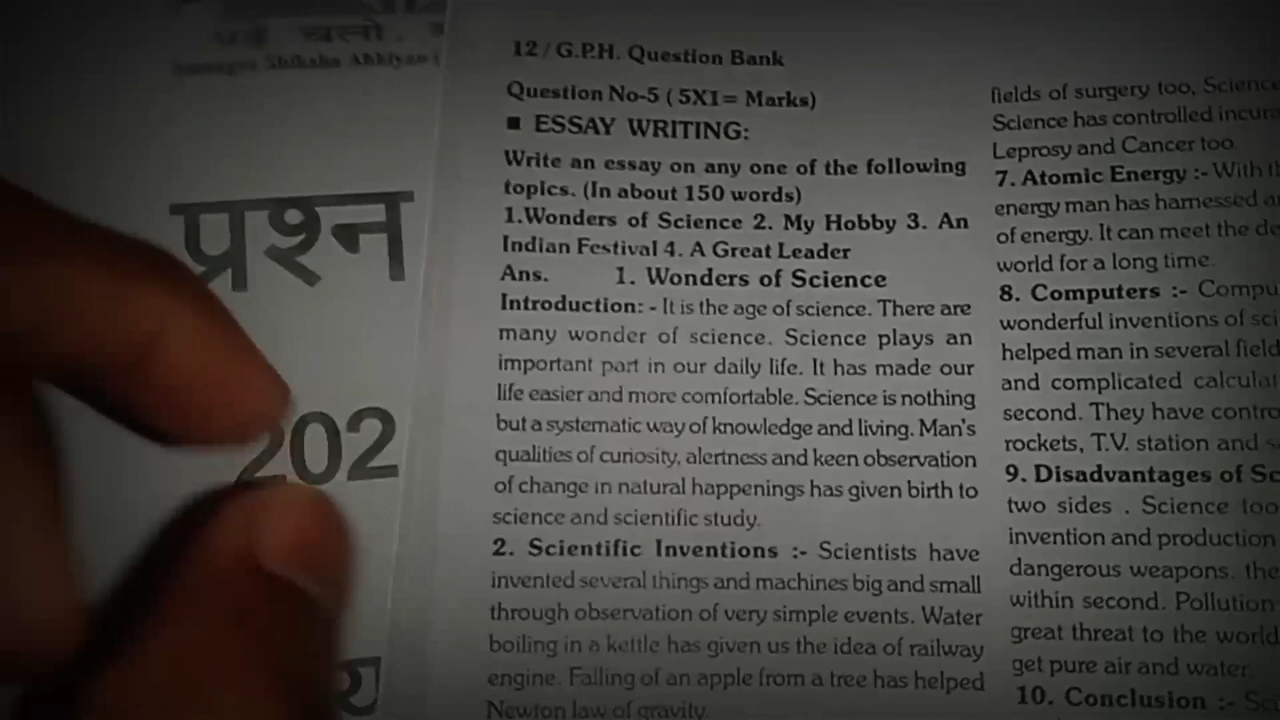 Shiksha Abhiyan
प्रश्न
202
12 / G.P.H. Question Bank
Question No-5 ( 5X1= Marks)
■ ESSAY WRITING:
Write an essay on any one of the following
topics. (In about 150 words)
1.Wonders of Science 2. My Hobby 3. An
Indian Festival 4. A Great Leader
Ans. 1. Wonders of Science
Introduction: - It is the age of science. There are
many wonder of science. Science plays an
important part in our daily life. It has made our
life easier and more comfortable. Science is nothing
but a systematic way of knowledge and living. Man's
qualities of curiosity, alertness and keen observation
of change in natural happenings has given birth to
science and scientific study.
2. Scientific Inventions :- Scientists have
invented several things and machines big and small
through observation of very simple events. Water
boiling in a kettle has given us the idea of railway
engine. Falling of an apple from a tree has helped
Newton law of gravity.
fields of surgery too, Science
Science has controlled
Leprosy and Cancer too.
7. Atomic Energy :- With
energy man has harnessed
of energy. It can meet the
world for a long time.
8. Computers :-
wonderful inventions of
helped man in several
and complicated
second. They have
rockets, T.V. station and
9. Disadvantages of
two sides . Science
invention and production
dangerous weapons. the
within second. Pollution
great threat to the world
get pure air and water.
10. Conclusion :-